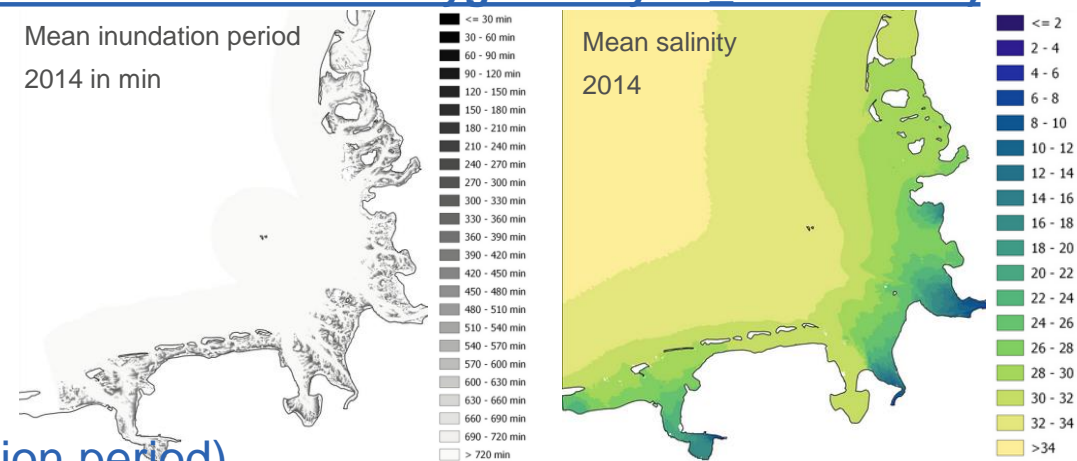 Mean inundation period
2014 in min
<= 30 min
30 - 60 min
60 - 90 min
90 - 120 min
120 - 150 min
150 - 180 min
180 - 210 min
210 - 240 min
240 - 270 min
270 - 300 min
300 - 330 min
330 - 360 min
360 - 390 min
390 - 420 min
420 - 450 min
450 - 480 min
480 - 510 min
510 - 540 min
540 - 570 min
570 - 600 min
600 - 630 min
630 - 660 min
660 - 690 min
690 - 720 min
> 720 min
Mean salinity
2014
<= 2
2 - 4
4 - 6
6 - 8
8 - 10
10 - 12
12 - 14
14 - 16
16 - 18
18 - 20
20 - 22
22 - 24
24 - 26
26 - 28
28 - 30
30 - 32
32 - 34
>34
ion period)